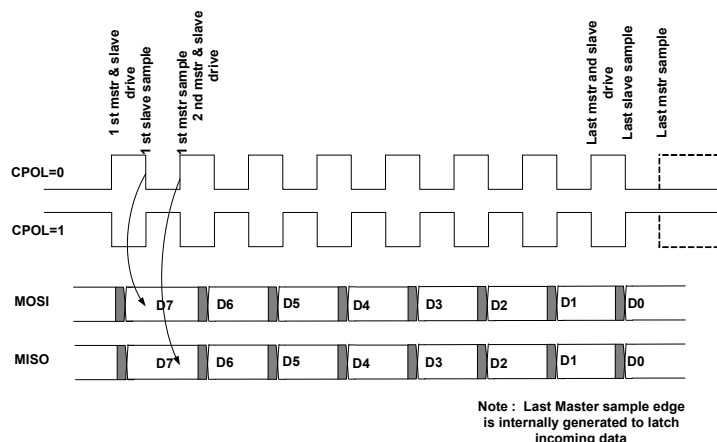 1 st mstr & slave
drive
1 st slave sample
1 st mstr sample
2 nd mstr & slave
drive
Last mstr and slave
drive
Last slave sample
Last mstr sample
CPOL=0
CPOL=1
MOSI
D7 D6 D5 D4 D3 D2 D1 D0
MISO
D7 D6 D5 D4 D3 D2 D1 D0
Note : Last Master sample edge
is internally generated to latch
incoming data